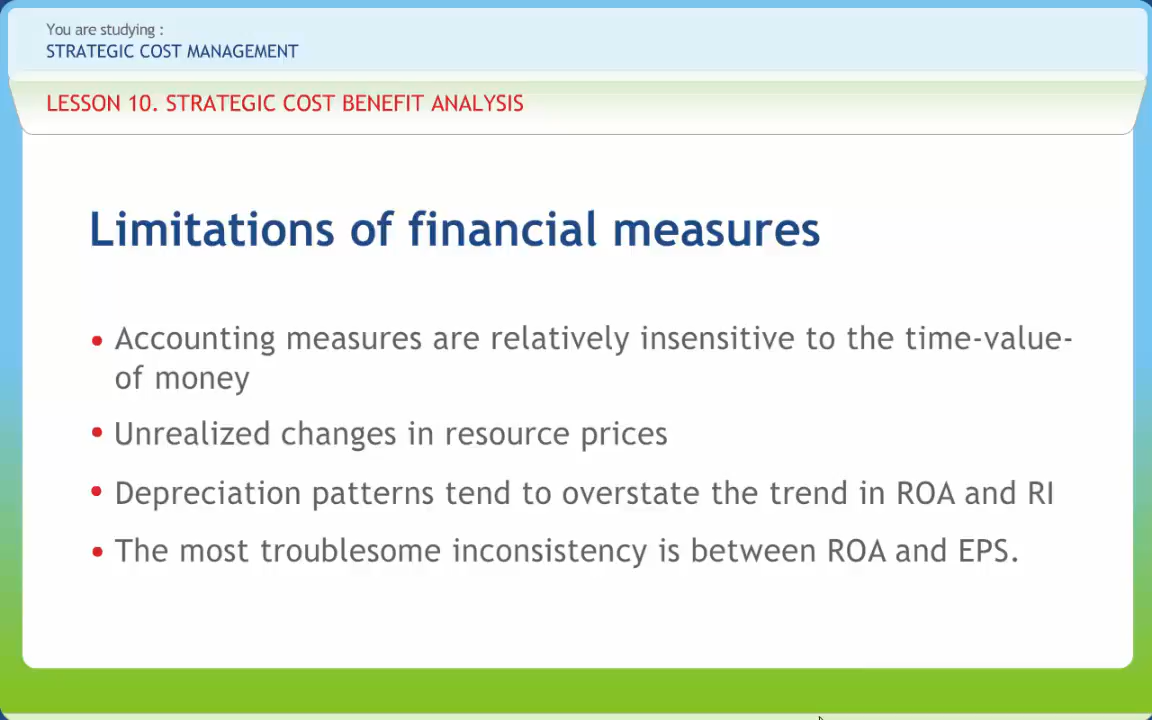 You are studying :
STRATEGIC COST MANAGEMENT
LESSON 10. STRATEGIC COST BENEFIT ANALYSIS
Limitations of financial measures
• Accounting measures are relatively insensitive to the time-value-
of money
• Unrealized changes in resource prices
• Depreciation patterns tend to overstate the trend in ROA and RI
• The most troublesome inconsistency is between ROA and EPS.